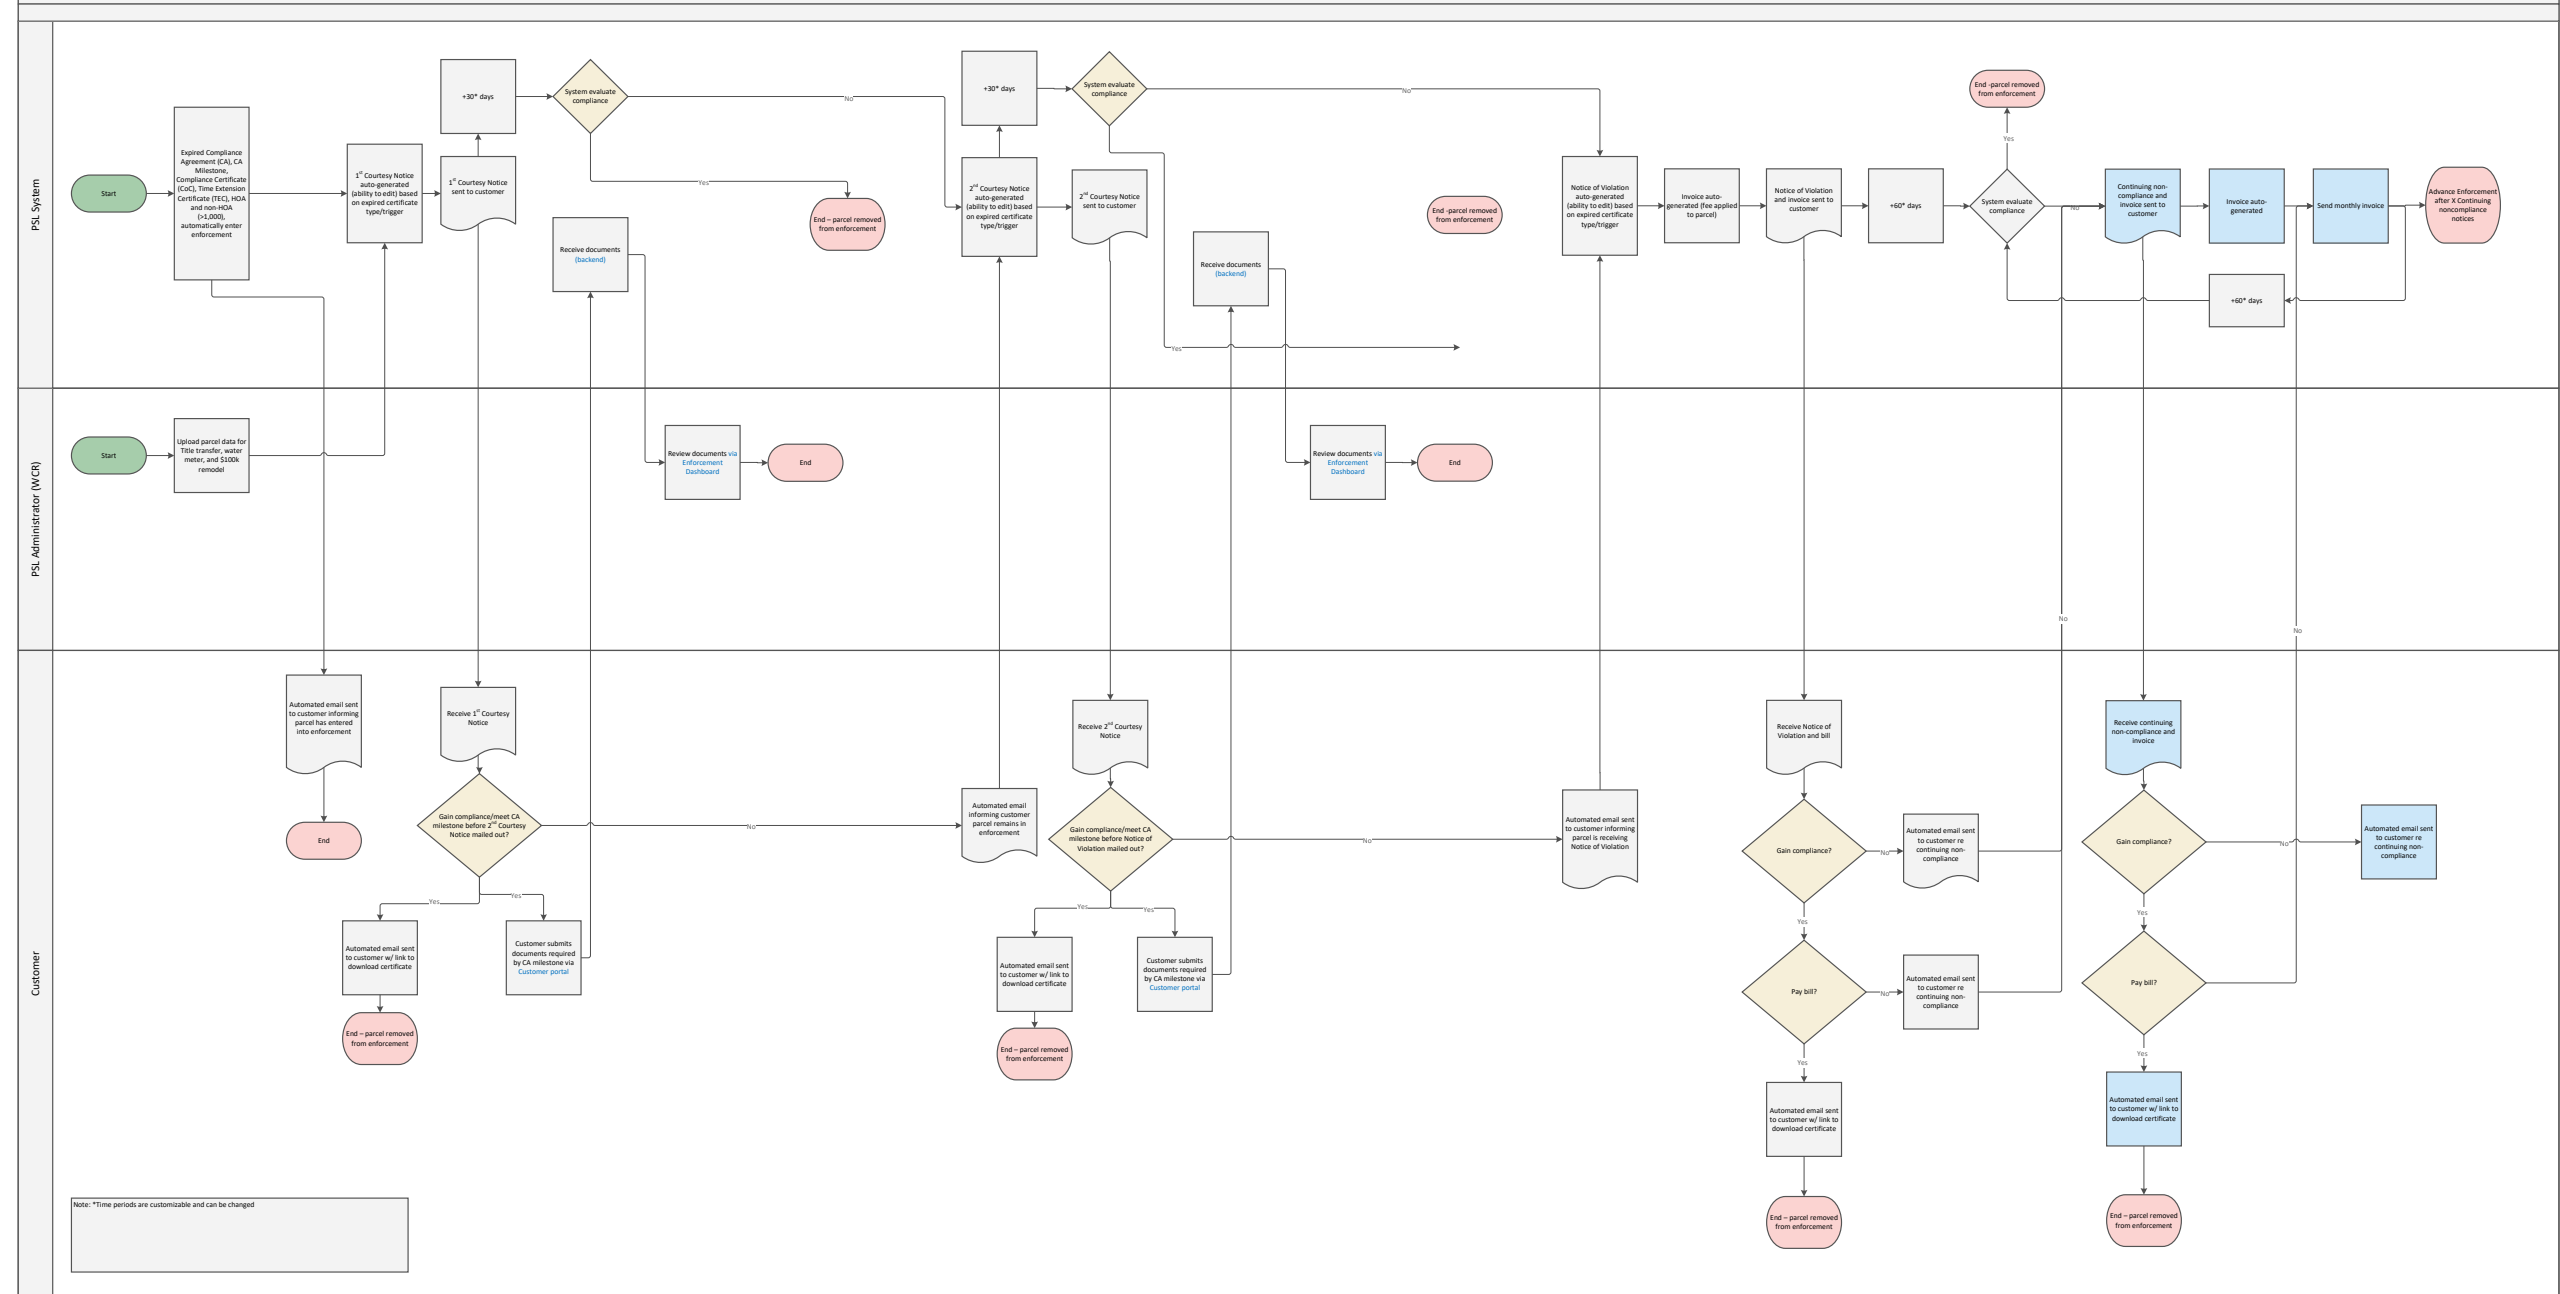 PSL System
Start
Expired Compliance
Agreement (CA), CA
Milestone,
Compliance Certificate
(CoC), Time Extension
Certificate (TEC), HOA
and non-HOA
(>1,000),
automatically enter
enforcement
1st Courtesy Notice
auto-generated
(ability to edit) based
on expired certificate
type/trigger
+30* days
1st Courtesy Notice
sent to customer
System evaluate
compliance
No
Yes
Receive documents
(backend)
End – parcel removed
from enforcement
+30* days
2nd Courtesy Notice
auto-generated
(ability to edit) based
on expired certificate
type/trigger
System evaluate
compliance
2nd Courtesy Notice
sent to customer
No
Yes
Receive documents
(backend)
End -parcel removed
from enforcement
Notice of Violation
auto-generated
(ability to edit) based
on expired certificate
type/trigger
Invoice auto-
generated (fee applied
to parcel)
Notice of Violation
and invoice sent to
customer
+60* days
End -parcel removed
from enforcement
Yes
System evaluate
compliance
No
Continuing non-
compliance and
invoice sent to
customer
Invoice auto-
generated
Send monthly invoice
Advance Enforcement
after X Continuing
noncompliance
notices
+60* days
PSL Administrator (WCR)
Start
Upload parcel data for
Title transfer, water
meter, and $100k
remodel
Review documents via
Enforcement
Dashboard
End
Review documents via
Enforcement
Dashboard
End
No
No
Customer
Automated email sent
to customer informing
parcel has entered
into enforcement
End
Receive 1st Courtesy
Notice
Gain compliance/meet CA
milestone before 2nd Courtesy
Notice mailed out?
No
Yes
Yes
Automated email sent
to customer w/ link to
download certificate
End – parcel removed
from enforcement
Customer submits
documents required
by CA milestone via
Customer portal
Automated email
informing customer
parcel remains in
enforcement
Receive 2nd Courtesy
Notice
Gain compliance/meet CA
milestone before Notice of
Violation mailed out?
No
Yes
Yes
Automated email sent
to customer w/ link to
download certificate
End – parcel removed
from enforcement
Customer submits
documents required
by CA milestone via
Customer portal
Automated email sent
to customer informing
parcel is receiving
Notice of Violation
Receive Notice of
Violation and bill
Gain compliance?
No
Automated email sent
to customer re
continuing non-
compliance
Yes
Pay bill?
No
Automated email sent
to customer re
continuing non-
compliance
Yes
Automated email sent
to customer w/ link to
download certificate
End – parcel removed
from enforcement
Receive continuing
non-compliance and
invoice
Gain compliance?
No
Automated email sent
to customer re
continuing non-
compliance
Yes
Pay bill?
Yes
Automated email sent
to customer w/ link to
download certificate
End – parcel removed
from enforcement
Note: *Time periods are customizable and can be changed